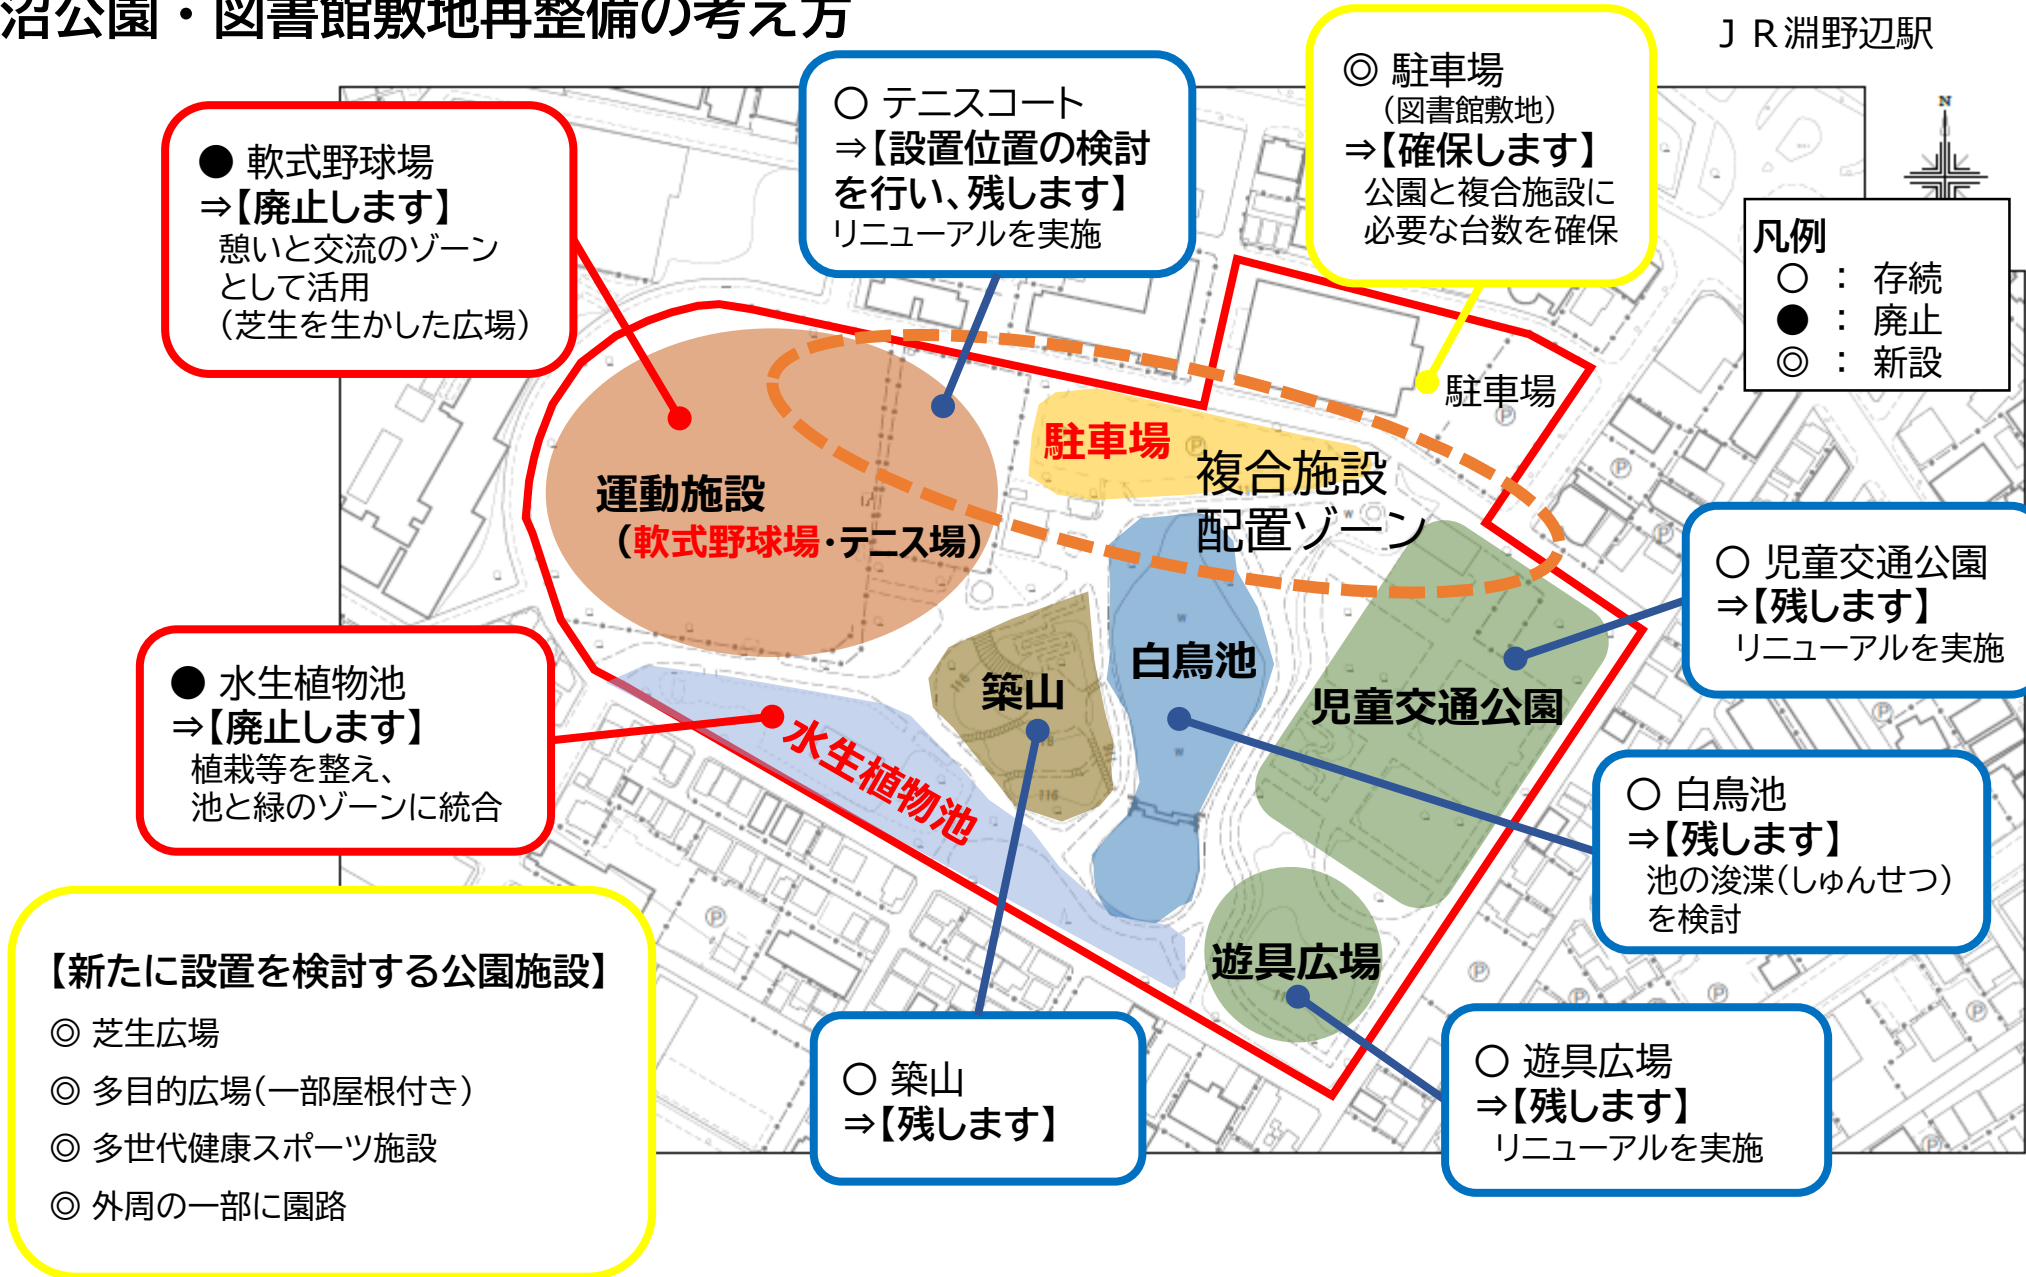 沼公園・図書館敷地再整備の考え方
ＪＲ淵野辺駅
● 軟式野球場
⇒【廃止します】
憩いと交流のゾーン
として活用
（芝生を生かした広場）
○ テニスコート
⇒【設置位置の検討
を行い、残します】
リニューアルを実施
◎ 駐車場
（図書館敷地）
⇒【確保します】
公園と複合施設に
必要な台数を確保
N
凡例
○ ： 存続
● ： 廃止
◎ ： 新設
駐車場
駐車場
複合施設
配置ゾーン
運動施設
（軟式野球場・テニス場）
○ 児童交通公園
⇒【残します】
リニューアルを実施
白鳥池
築山
児童交通公園
● 水生植物池
⇒【廃止します】
植栽等を整え、
池と緑のゾーンに統合
水生植物池
116
○ 白鳥池
⇒【残します】
池の浚渫（しゅんせつ）
を検討
遊具広場
【新たに設置を検討する公園施設】
◎ 芝生広場
◎ 多目的広場（一部屋根付き）
◎ 多世代健康スポーツ施設
◎ 外周の一部に園路
○ 築山
⇒【残します】
○ 遊具広場
⇒【残します】
リニューアルを実施